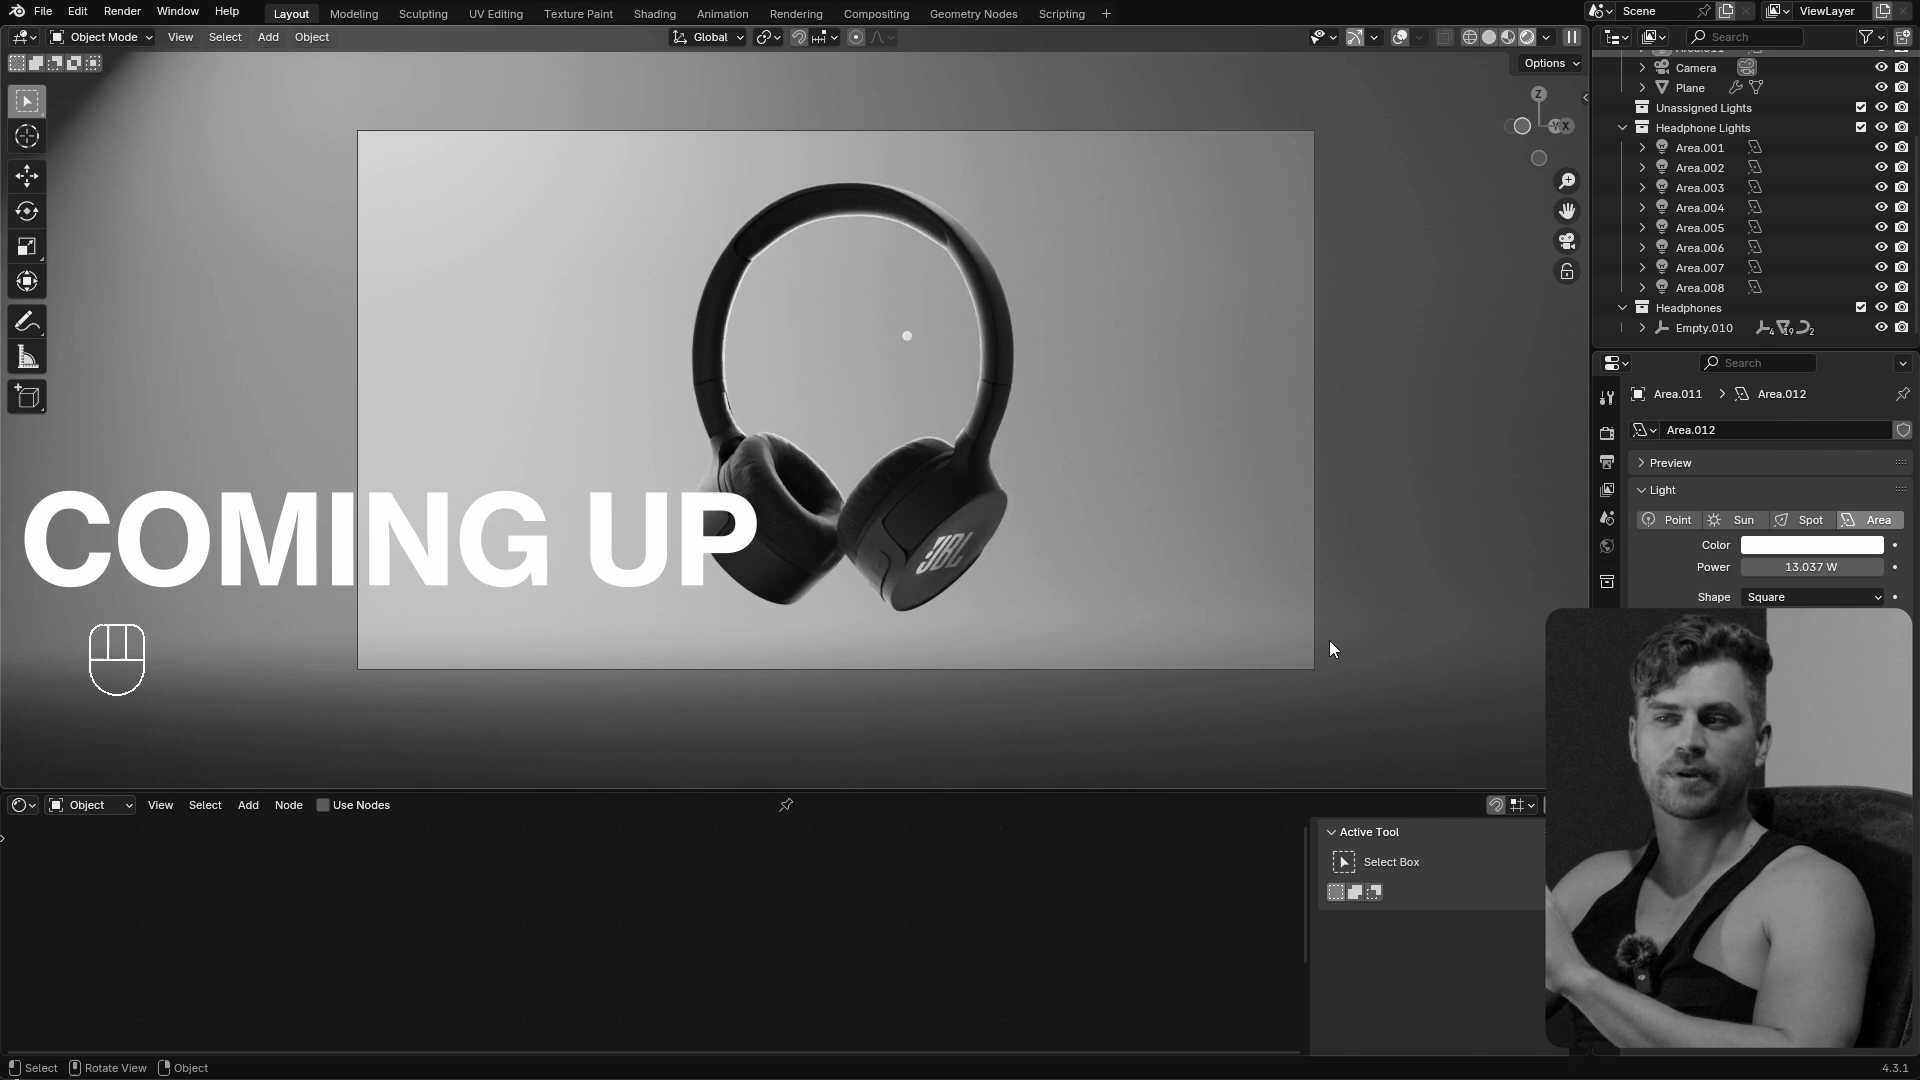 File Edit Render Window Help
Layout Modeling Sculpting UV Editing Texture Paint Shading Animation Rendering Compositing Geometry Nodes Scripting +
Scene
ViewLayer
Object Mode View Select Add Object
Global
Search
Options
Z
X
Camera
Plane
Unassigned Lights
Headphone Lights
Area.001
Area.002
Area.003
Area.004
Area.005
Area.006
Area.007
Area.008
Headphones
Empty.010 4 19 2
Search
Area.011 Area.012
Area.012
Preview
Light
Point Sun Spot Area
Color
Power 13.037 W
Shape Square
COMING UP
JBL
Object View Select Add Node Use Nodes
Active Tool
Select Box
Select Rotate View Object
4.3.1